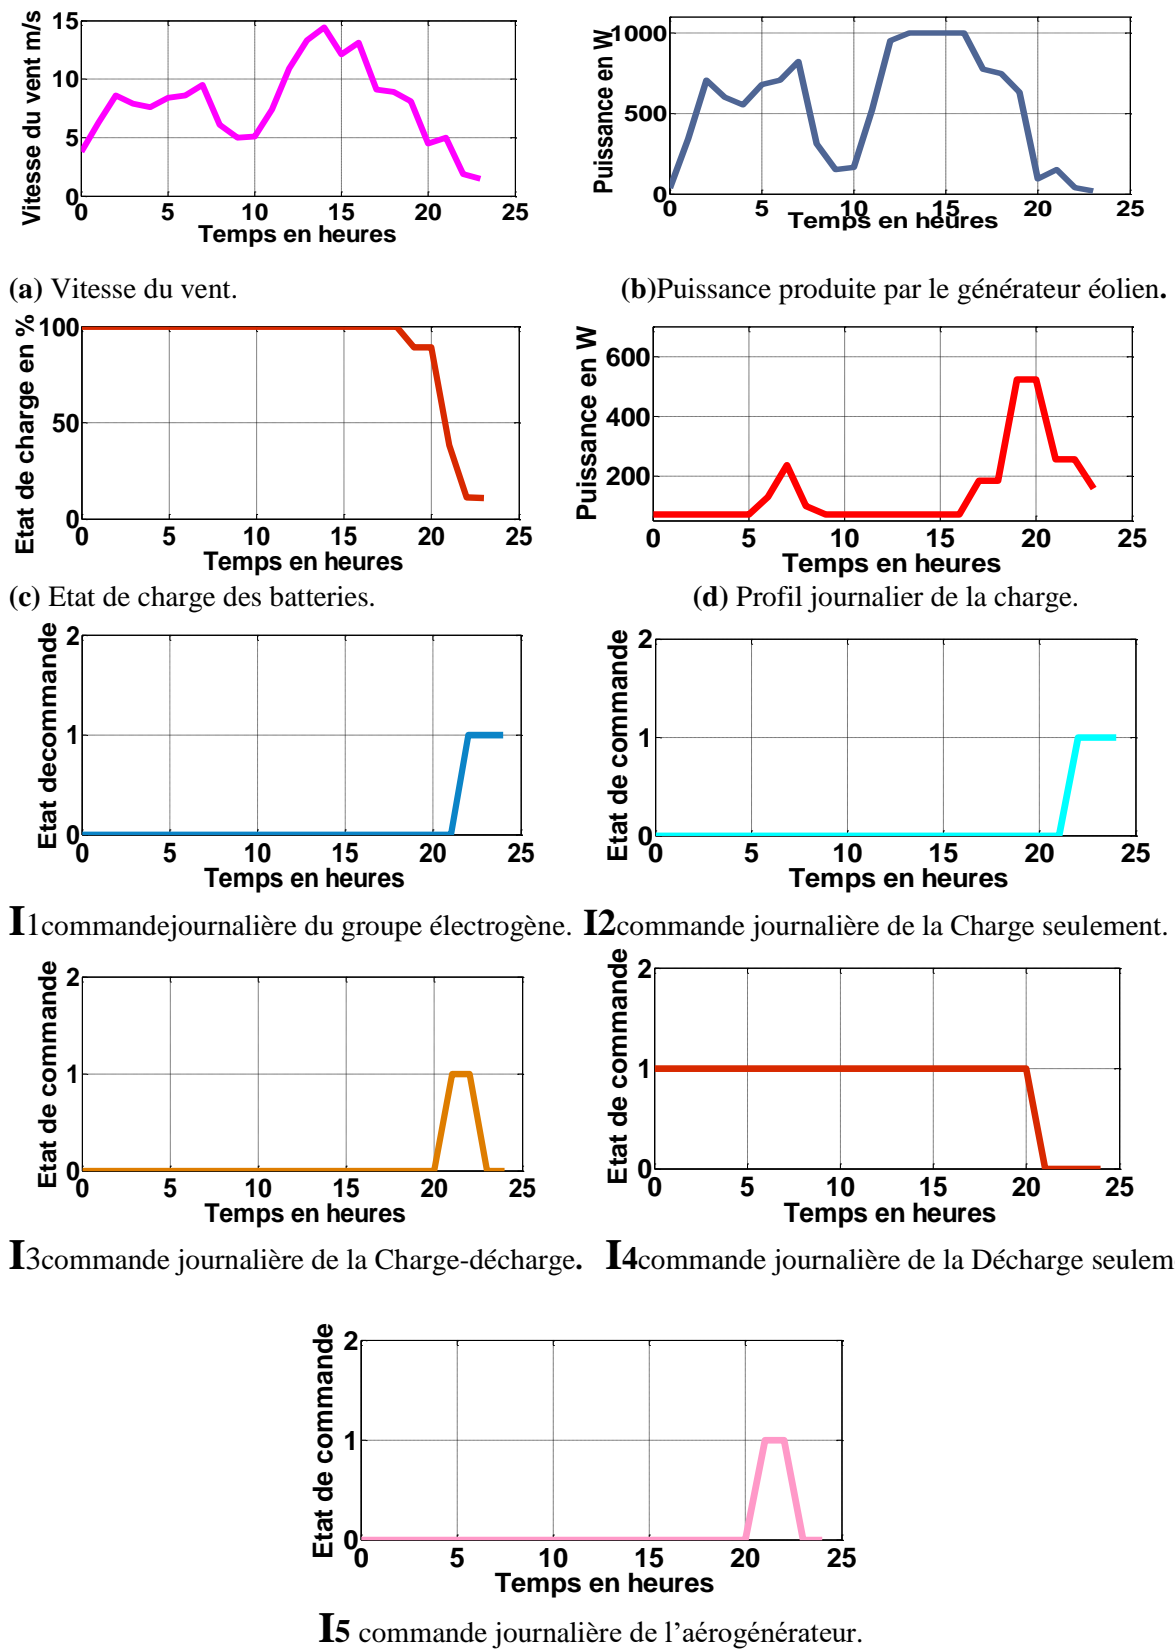 Vitesse du vent m/s
15
10
5
0
0 5 10 15 20 25
Temps en heures
Puissance en W
1000
500
0
0 5 10 15 20 25
Temps en heures
(a) Vitesse du vent.
(b)Puissance produite par le générateur éolien.
Etat de charge en %
100
50
0
0 5 10 15 20 25
Temps en heures
Puissance en W
600
400
200
0 5 10 15 20 25
Temps en heures
(c) Etat de charge des batteries.
(d) Profil journalier de la charge.
Etat decommande
2
1
0
0 5 10 15 20 25
Temps en heures
Etat de commande
2
1
0
0 5 10 15 20 25
Temps en heures
I1commandejournalière du groupe électrogène.
I2commande journalière de la Charge seulement.
Etat de commande
2
1
0
0 5 10 15 20 25
Temps en heures
Etat de commande
2
1
0
0 5 10 15 20 25
Temps en heures
I3commande journalière de la Charge-décharge.
I4commande journalière de la Décharge seulem
Etat de commande
2
1
0
0 5 10 15 20 25
Temps en heures
I5 commande journalière de l’aérogénérateur.